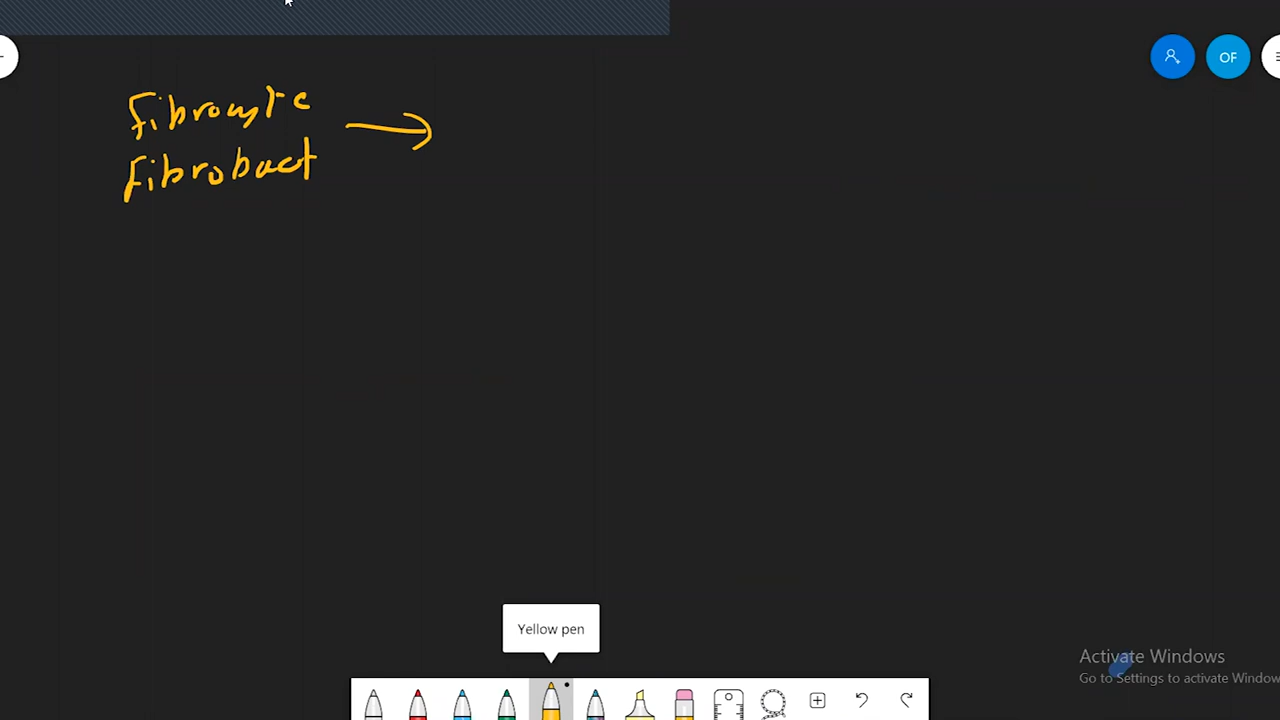 OF
Fibrocyte
Fibrobact
Yellow pen
Activate Windows
Go to Settings to activate Window